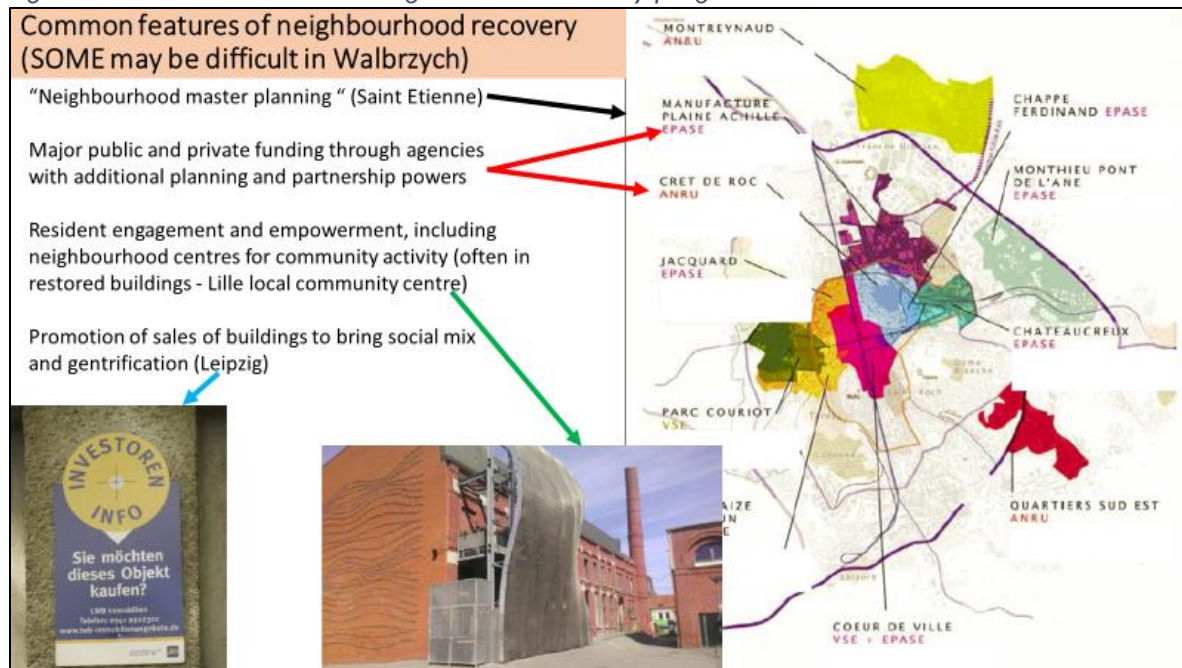 Common features of neighbourhood recovery
(SOME may be difficult in Walbrzych)
“Neighbourhood master planning “ (Saint Etienne)
Major public and private funding through agencies
with additional planning and partnership powers
Resident engagement and empowerment, including
neighbourhood centres for community activity (often in
restored buildings - Lille local community centre)
Promotion of sales of buildings to bring social mix
and gentrification (Leipzig)
INVESTOREN
INFO
Sie möchten
dieses Objekt
kaufen?
LWB Immobilien
MONTREYNAUD
ANRU
MANUFACTURE
PLAINE ACHILLE
EPASE
CHAPPE
FERDINAND EPASE
CRET DE ROC
ANRU
MONTHIEU PONT
DE L'ANE
EPASE
JACQUARD
EPASE
CHATEAUCREUX
EPASE
PARC COURIOT
VSE
QUARTIERS SUD EST
ANRU
COEUR DE VILLE
VSE + EPASE